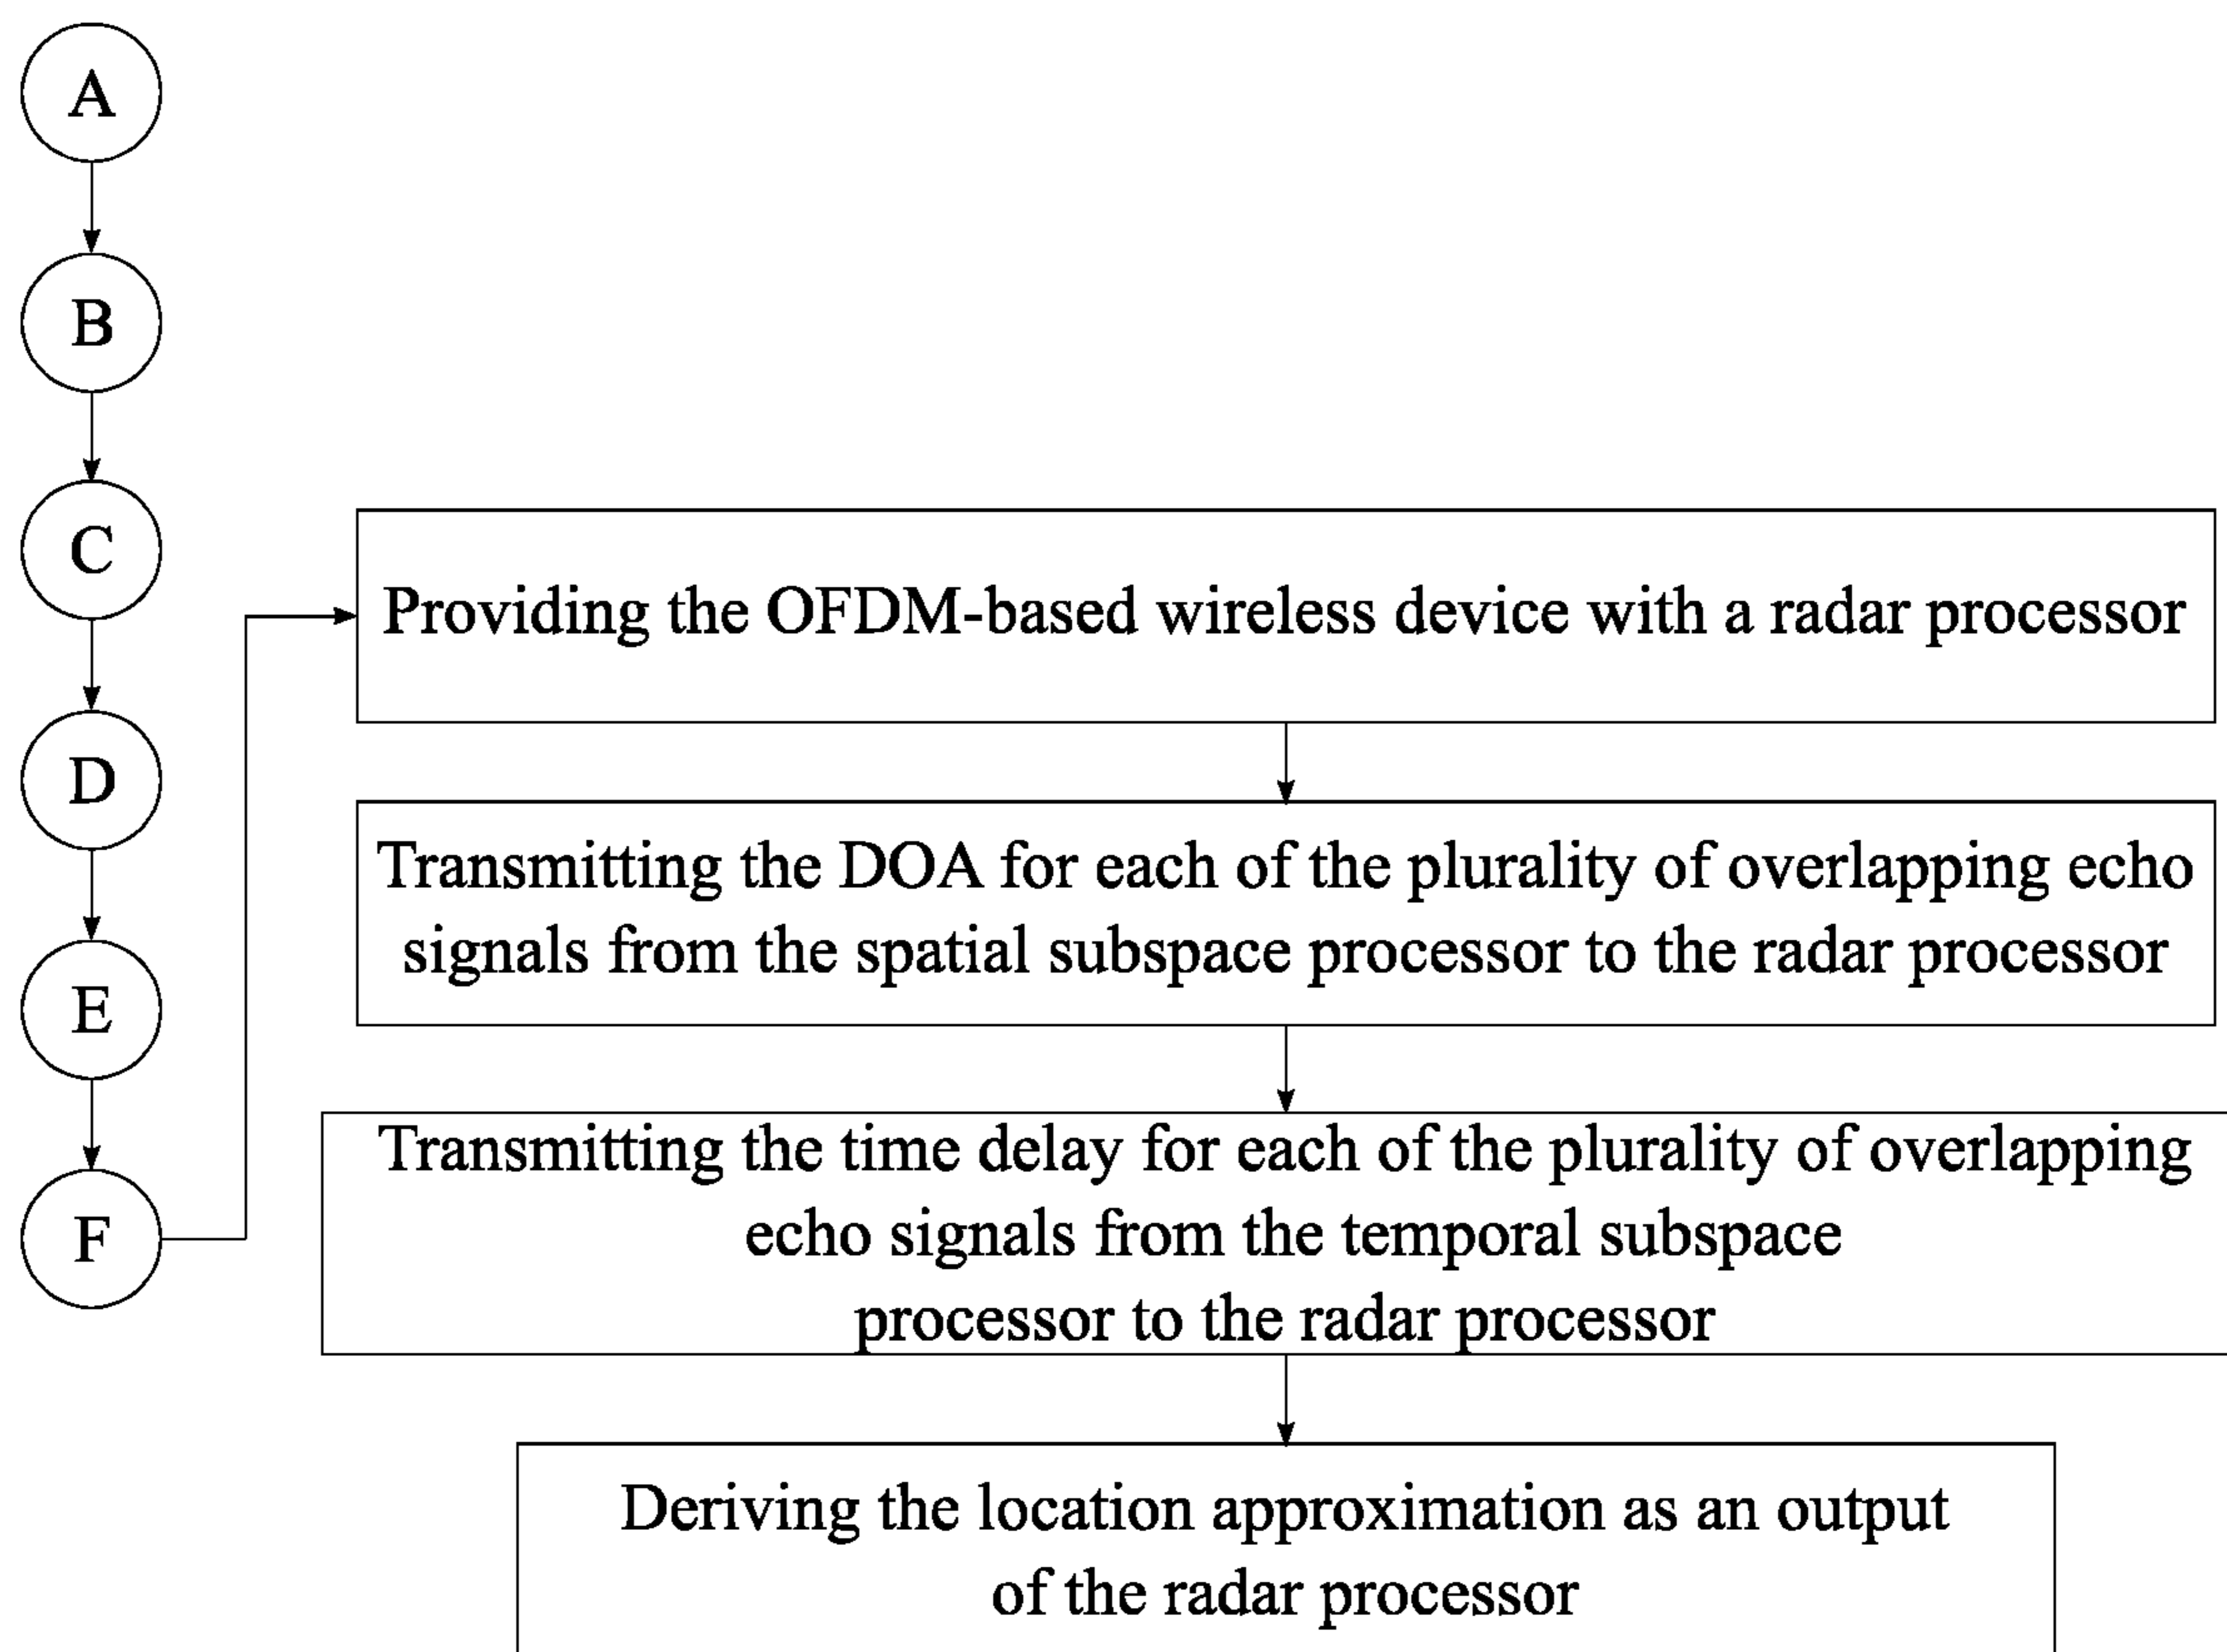 A
B
C
D
E
F
Providing the OFDM-based wireless device with a radar processor
Transmitting the DOA for each of the plurality of overlapping echo
signals from the spatial subspace processor to the radar processor
Transmitting the time delay for each of the plurality of overlapping
echo signals from the temporal subspace
processor to the radar processor
Deriving the location approximation as an output
of the radar processor